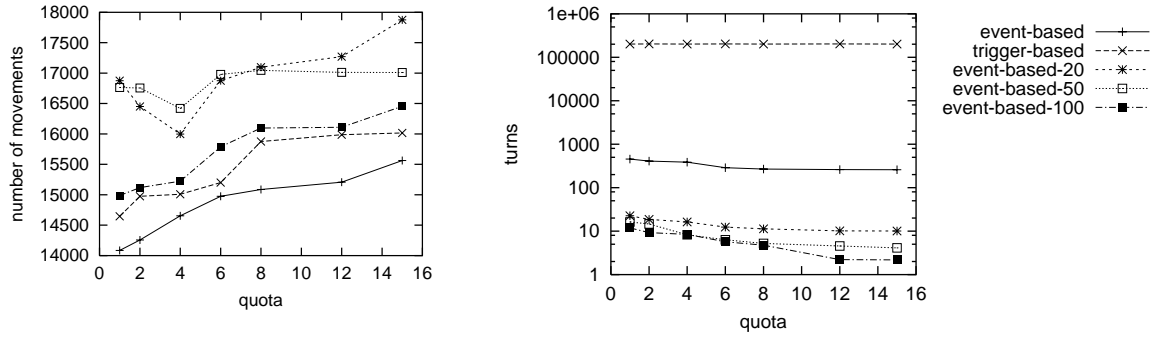 number of movements
18000
17500
17000
16500
16000
15500
15000
14500
14000
0 2 4 6 8 10 12 14 16
quota
turns
1e+06
100000
10000
1000
100
10
1
0 2 4 6 8 10 12 14 16
quota
event-based
trigger-based
event-based-20
event-based-50
event-based-100